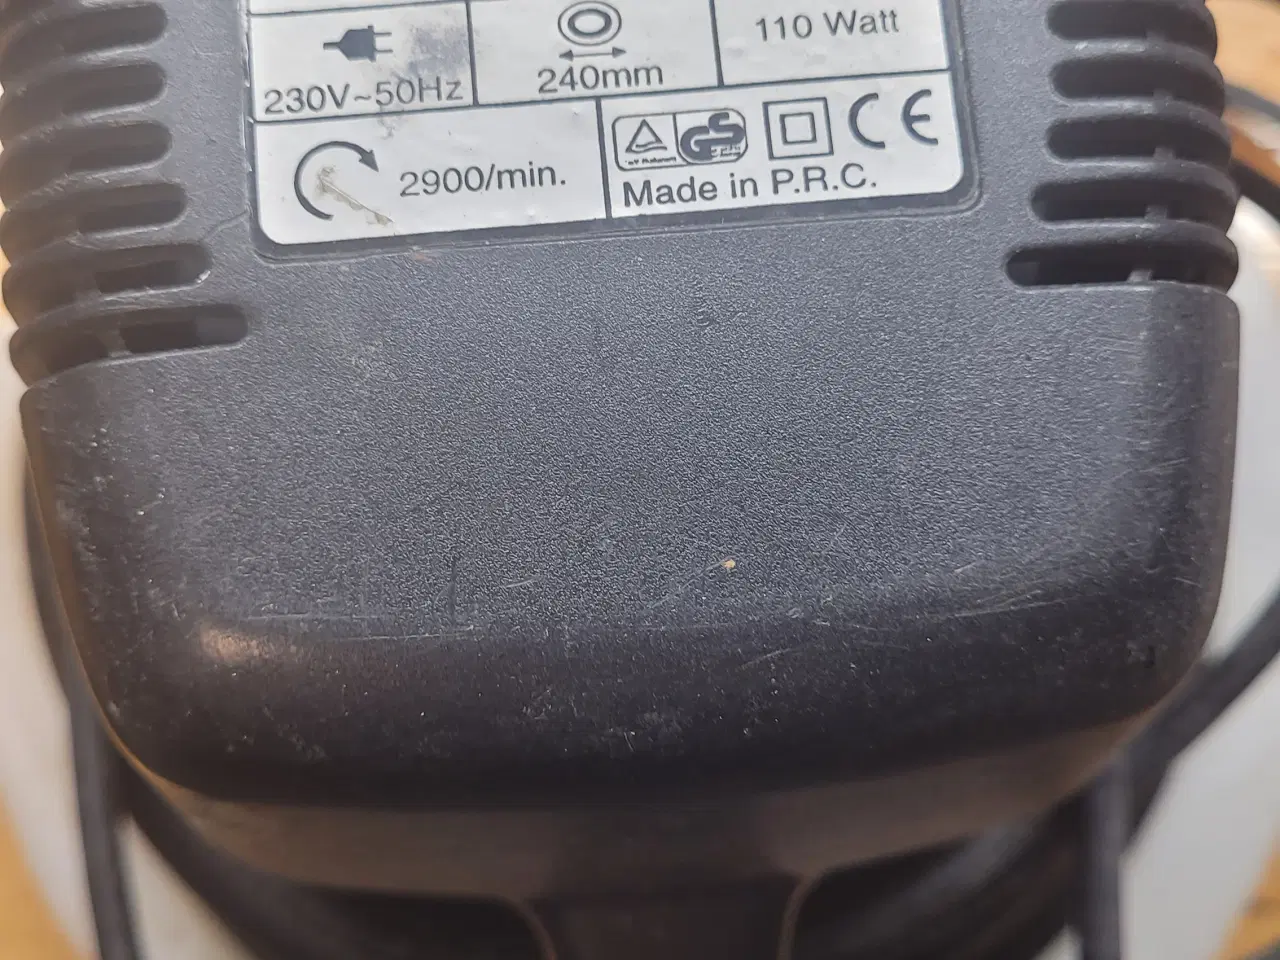 110 Watt
230V~50Hz
240mm
2900/min.
GS
CE
Made in P.R.C.